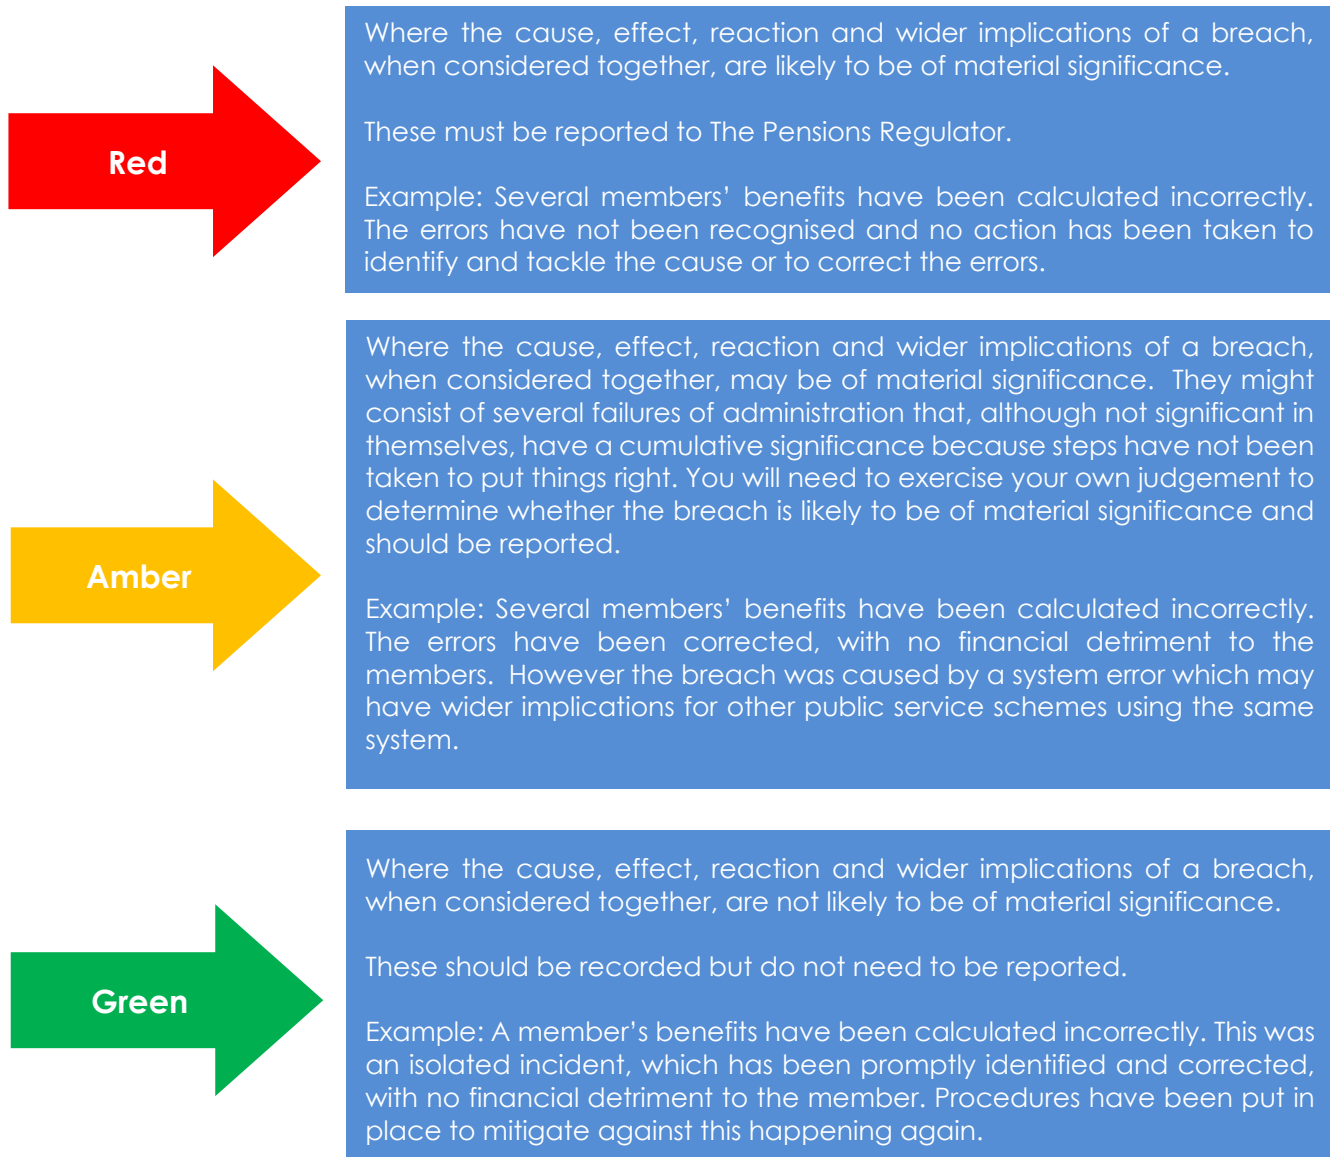 Where the cause, effect, reaction and wider implications of a breach,
when considered together, are likely to be of material significance.
These must be reported to The Pensions Regulator.
Red
Example: Several members’ benefits have been calculated incorrectly.
The errors have not been recognised and no action has been taken to
identify and tackle the cause or to correct the errors.
Where the cause, effect, reaction and wider implications of a breach,
when considered together, may be of material significance.  They might
consist of several failures of administration that, although not significant in
themselves, have a cumulative significance because steps have not been
taken to put things right. You will need to exercise your own judgement to
determine whether the breach is likely to be of material significance and
should be reported.
Amber
Example: Several members’ benefits have been calculated incorrectly.
The errors have been corrected, with no financial detriment to the
members.  However the breach was caused by a system error which may
have wider implications for other public service schemes using the same
system.
Where the cause, effect, reaction and wider implications of a breach,
when considered together, are not likely to be of material significance.
These should be recorded but do not need to be reported.
Green
Example: A member’s benefits have been calculated incorrectly. This was
an isolated incident, which has been promptly identified and corrected,
with no financial detriment to the member. Procedures have been put in
place to mitigate against this happening again.